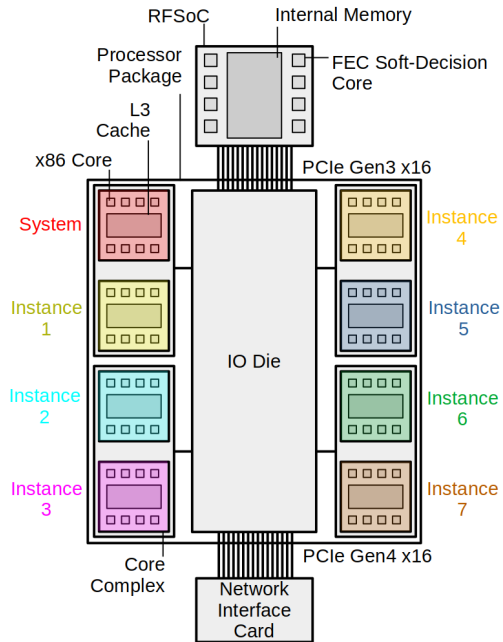 RFSoC
Internal Memory
Processor
Package
FEC Soft-Decision
Core
L3
Cache
x86 Core
PCIe Gen3 x16
System
Instance
4
Instance
1
Instance
5
IO Die
Instance
2
Instance
6
Instance
3
Instance
7
Core
Complex
PCIe Gen4 x16
Network
Interface
Card